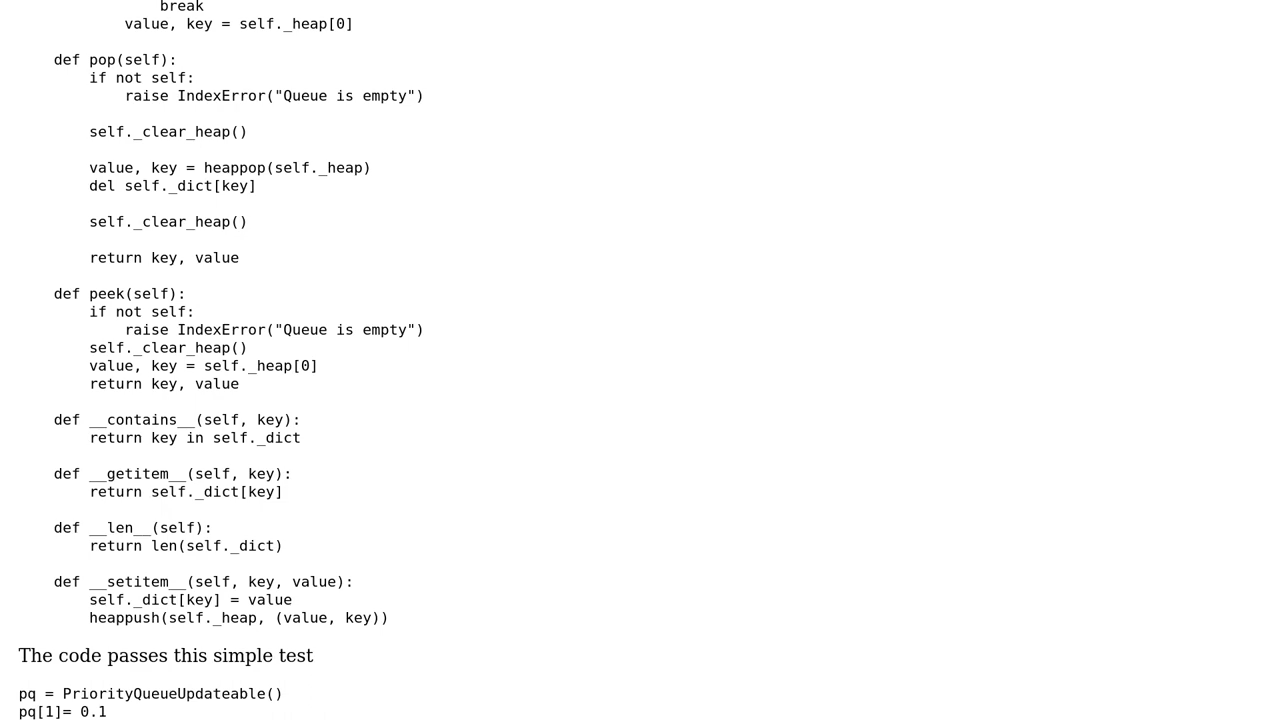 break
            value, key = self._heap[0]

    def pop(self):
        if not self:
            raise IndexError("Queue is empty")

        self._clear_heap()

        value, key = heappop(self._heap)
        del self._dict[key]

        self._clear_heap()

        return key, value

    def peek(self):
        if not self:
            raise IndexError("Queue is empty")
        self._clear_heap()
        value, key = self._heap[0]
        return key, value

    def __contains__(self, key):
        return key in self._dict

    def __getitem__(self, key):
        return self._dict[key]

    def __len__(self):
        return len(self._dict)

    def __setitem__(self, key, value):
        self._dict[key] = value
        heappush(self._heap, (value, key))

The code passes this simple test

pq = PriorityQueueUpdateable()
pq[1]= 0.1